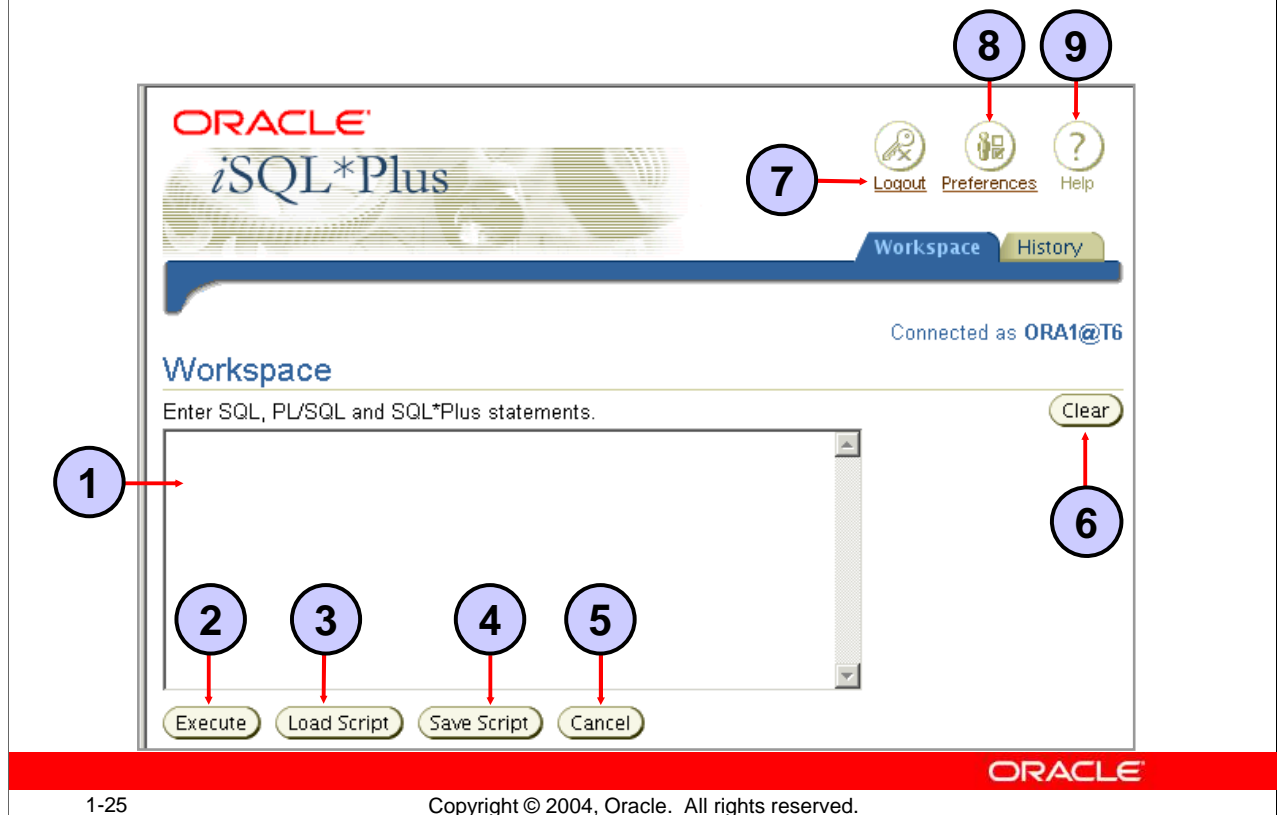 8 9
ORACLE
iSQL*Plus
7
Logout Preferences Help
Workspace History
Connected as ORA1@T6
Workspace
Enter SQL, PL/SQL and SQL*Plus statements.
Clear
1
6
2 3 4 5
Execute Load Script Save Script Cancel
ORACLE
1-25 Copyright © 2004, Oracle. All rights reserved.